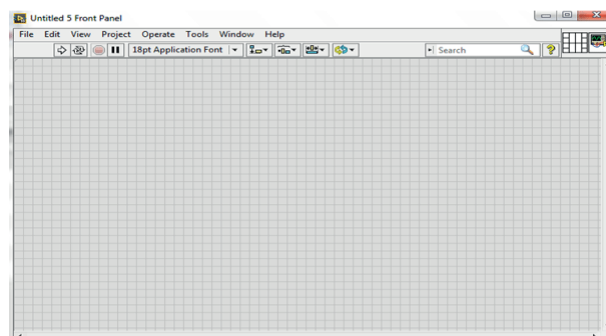 Untitled 5 Front Panel
File Edit View Project Operate Tools Window Help
18pt Application Font Search ?